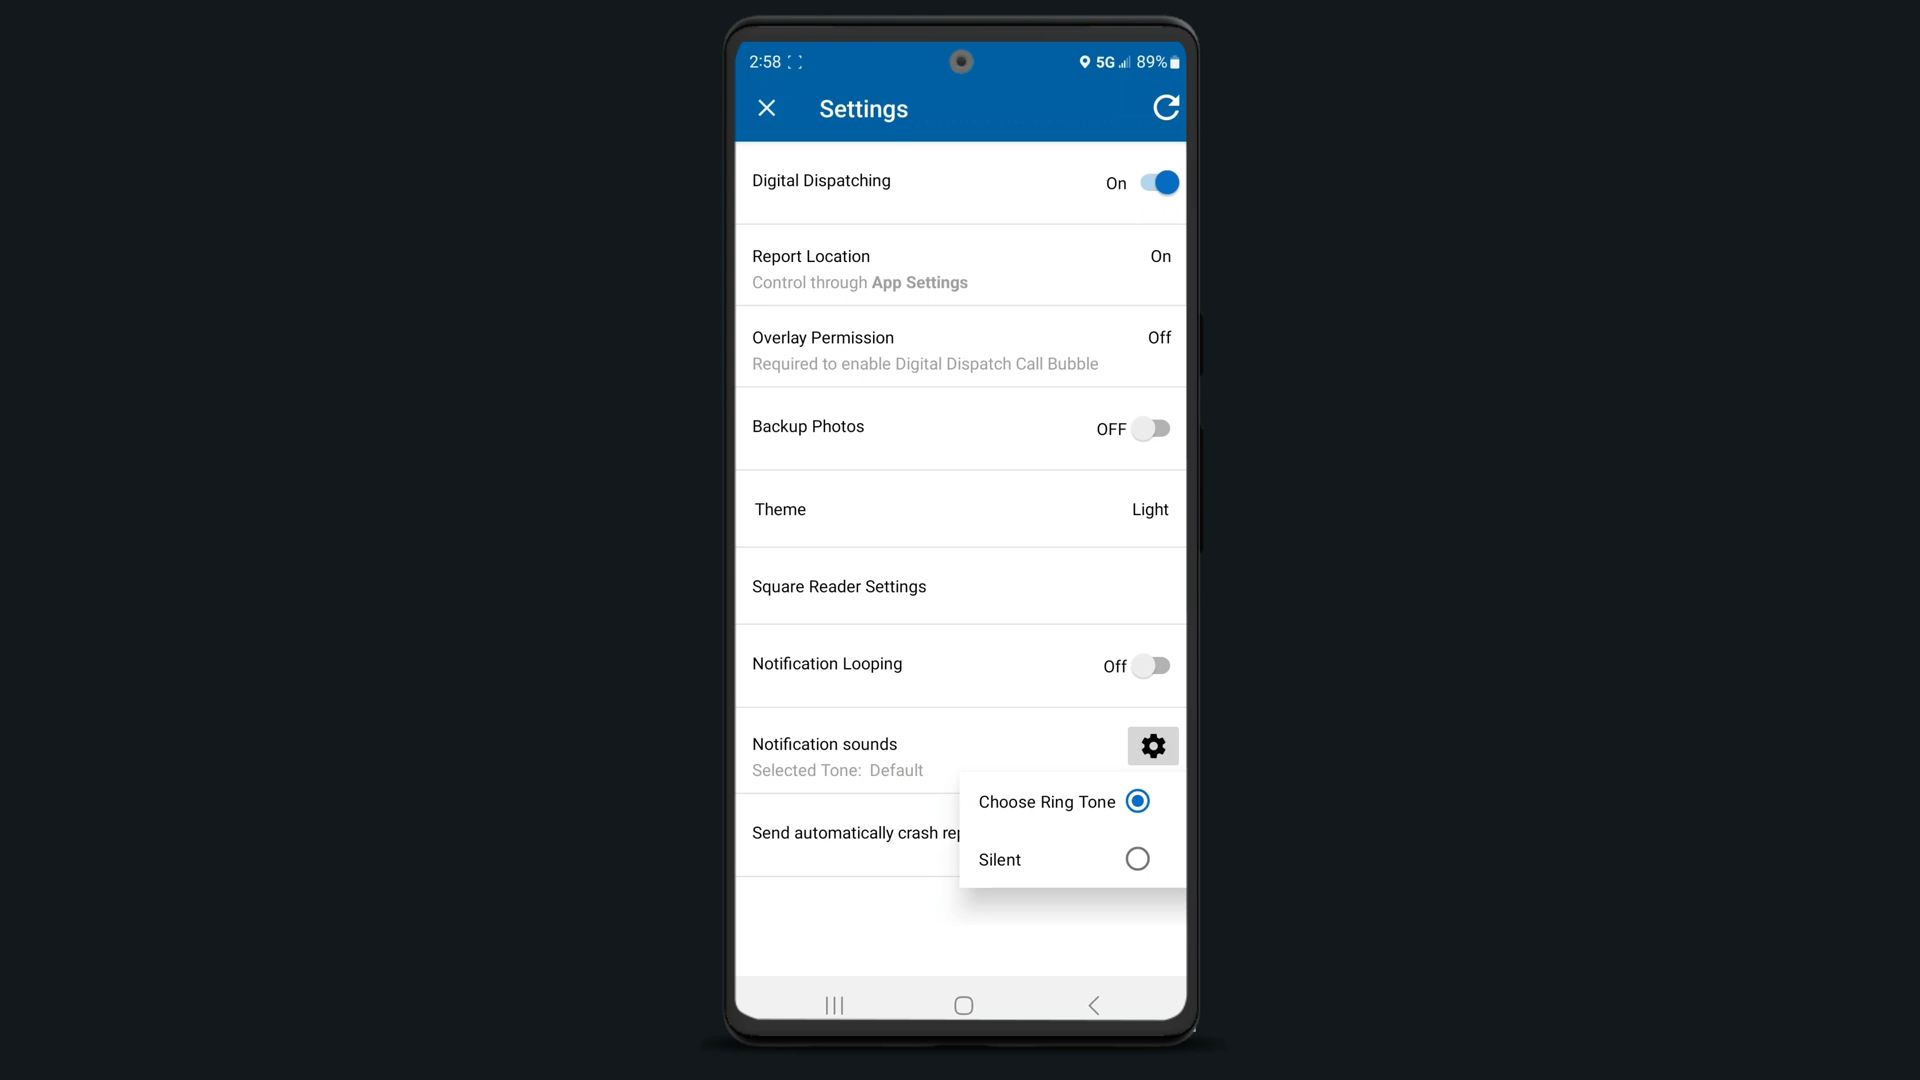 2:58 5G 89%
Settings
Digital Dispatching On
Report Location On
Control through App Settings
Overlay Permission Off
Required to enable Digital Dispatch Call Bubble
Backup Photos OFF
Theme Light
Square Reader Settings
Notification Looping Off
Notification sounds
Selected Tone: Default
Choose Ring Tone
Send automatically crash rep
Silent